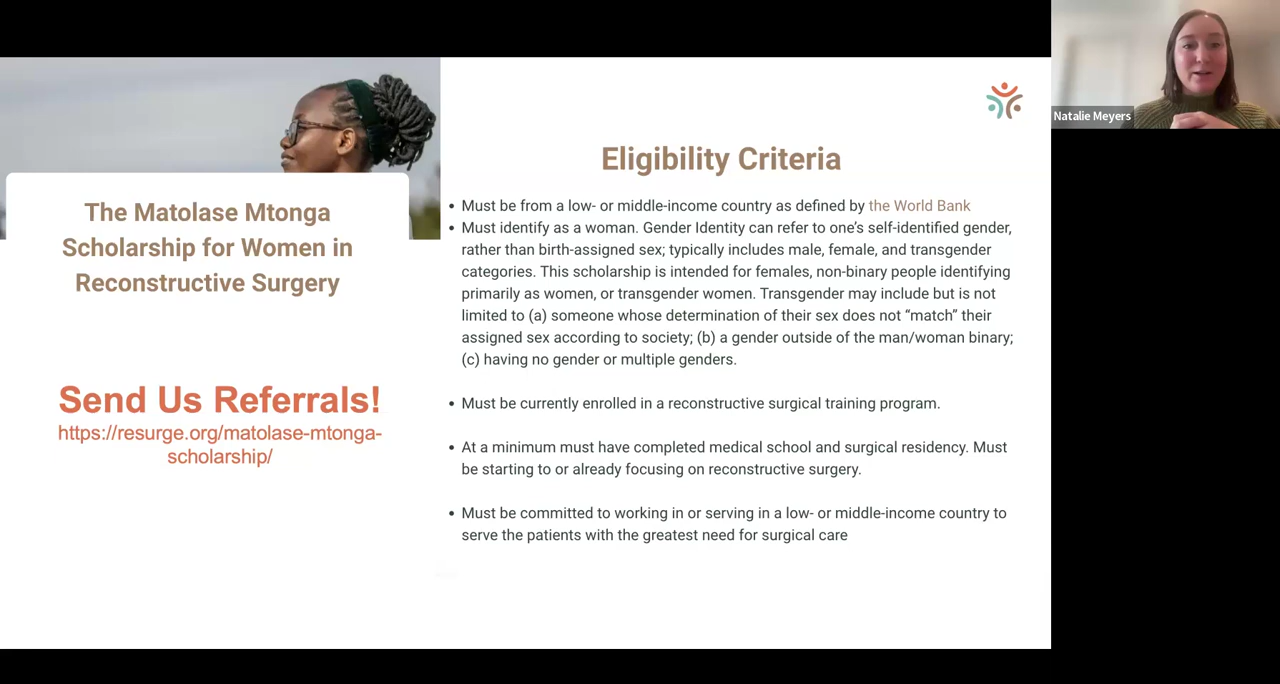 The Matolase Mtonga
Scholarship for Women in
Reconstructive Surgery
Send Us Referrals!
https://resurge.org/matolase-mtonga-
scholarship/
Eligibility Criteria
• Must be from a low- or middle-income country as defined by the World Bank
• Must identify as a woman. Gender Identity can refer to one’s self-identified gender,
rather than birth-assigned sex; typically includes male, female, and transgender
categories. This scholarship is intended for females, non-binary people identifying
primarily as women, or transgender women. Transgender may include but is not
limited to (a) someone whose determination of their sex does not “match” their
assigned sex according to society; (b) a gender outside of the man/woman binary;
(c) having no gender or multiple genders.
• Must be currently enrolled in a reconstructive surgical training program.
• At a minimum must have completed medical school and surgical residency. Must
be starting to or already focusing on reconstructive surgery.
• Must be committed to working in or serving in a low- or middle-income country to
serve the patients with the greatest need for surgical care
Natalie Meyers